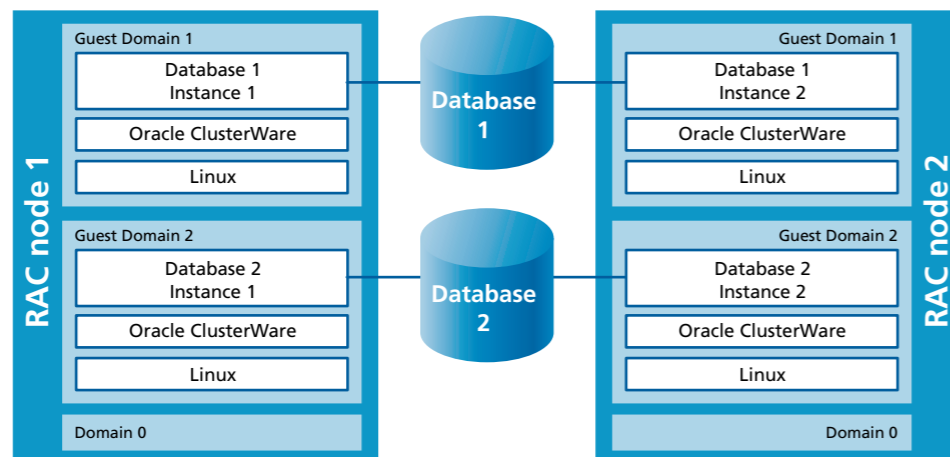 RAC node 1
Guest Domain 1
Database 1
Instance 1
Oracle ClusterWare
Linux
Guest Domain 2
Database 2
Instance 1
Oracle ClusterWare
Linux
Domain 0
Database
1
Database
2
Guest Domain 1
Database 1
Instance 2
Oracle ClusterWare
Linux
Guest Domain 2
Database 2
Instance 2
Oracle ClusterWare
Linux
Domain 0
RAC node 2